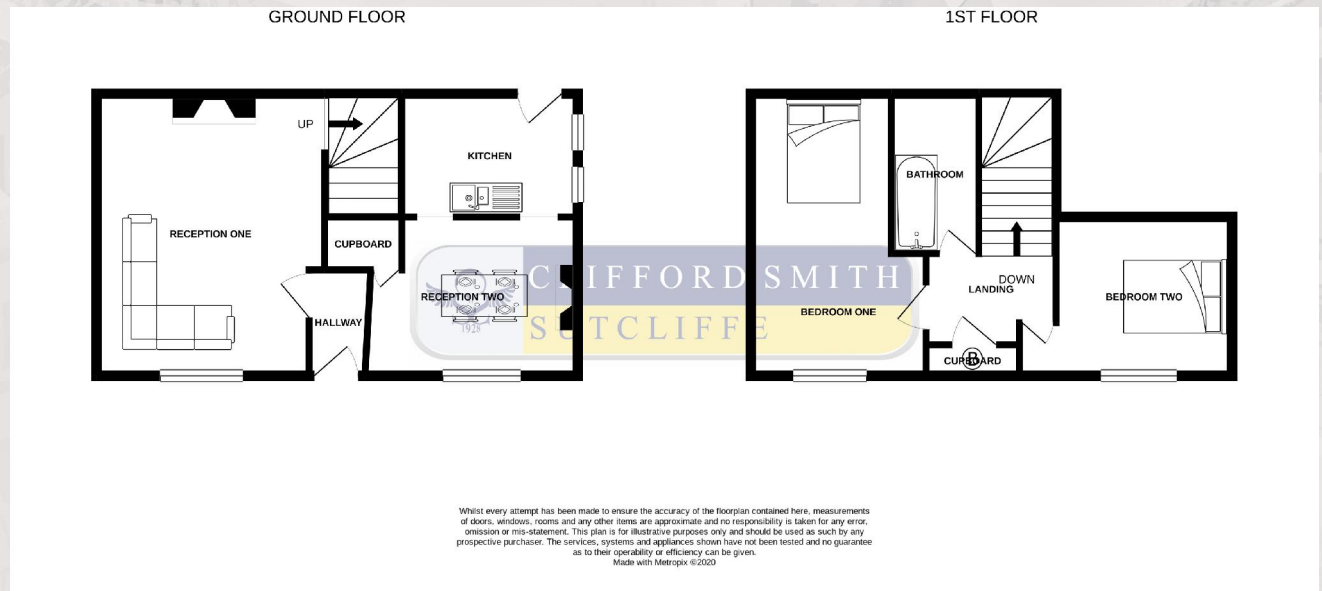 GROUND FLOOR
1ST FLOOR
UP
KITCHEN
RECEPTION ONE
CUPBOARD
RECEPTION TWO
HALLWAY
BATHROOM
DOWN
LANDING
BEDROOM ONE
BEDROOM TWO
CUPBOARD
B
CLIFFORD SMITH
SUTCLIFFE
1928
Whilst every attempt has been made to ensure the accuracy of the floorplan contained here, measurements
of doors, windows, rooms and any other items are approximate and no responsibility is taken for any error,
omission or mis-statement. This plan is for illustrative purposes only and should be used as such by any
prospective purchaser. The services, systems and appliances shown have not been tested and no guarantee
as to their operability or efficiency can be given.
Made with Metropix ©2020